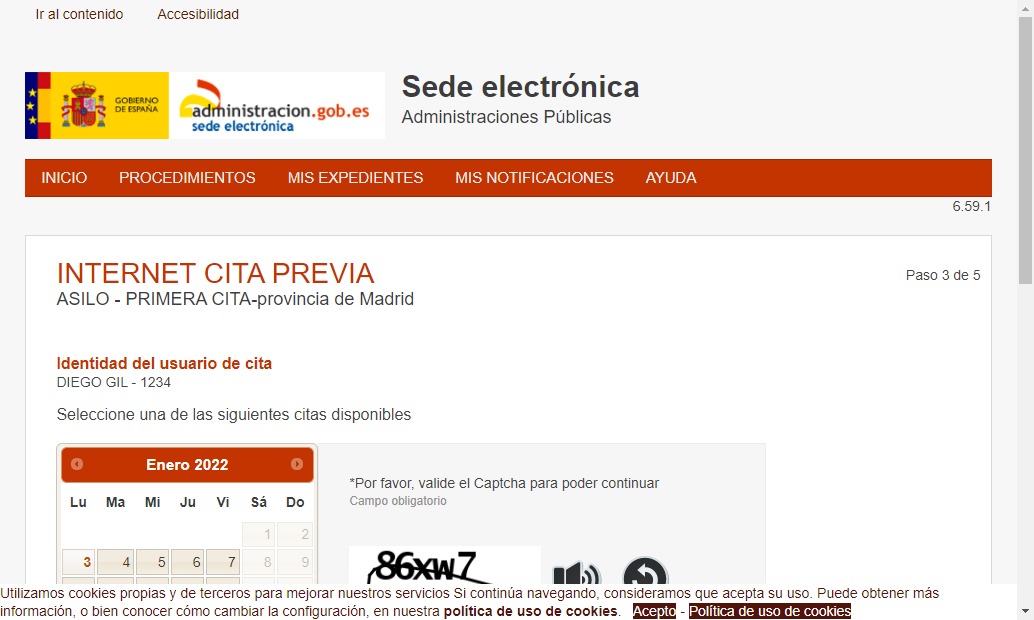 Ir al contenido Accesibilidad
GOBIERNO
DE ESPAÑA
administracion.gob.es
sede electrónica
Sede electrónica
Administraciones Públicas
INICIO PROCEDIMIENTOS MIS EXPEDIENTES MIS NOTIFICACIONES AYUDA
6.59.1
INTERNET CITA PREVIA
Paso 3 de 5
ASILO - PRIMERA CITA-provincia de Madrid
Identidad del usuario de cita
DIEGO GIL - 1234
Seleccione una de las siguientes citas disponibles
Enero 2022
Lu Ma Mi Ju Vi Sá Do
1 2
3 4 5 6 7 8 9
*Por favor, valide el Captcha para poder continuar
Campo obligatorio
86xw7
Utilizamos cookies propias y de terceros para mejorar nuestros servicios Si continúa navegando, consideramos que acepta su uso. Puede obtener más
información, o bien conocer cómo cambiar la configuración, en nuestra política de uso de cookies. Acepto - Política de uso de cookies